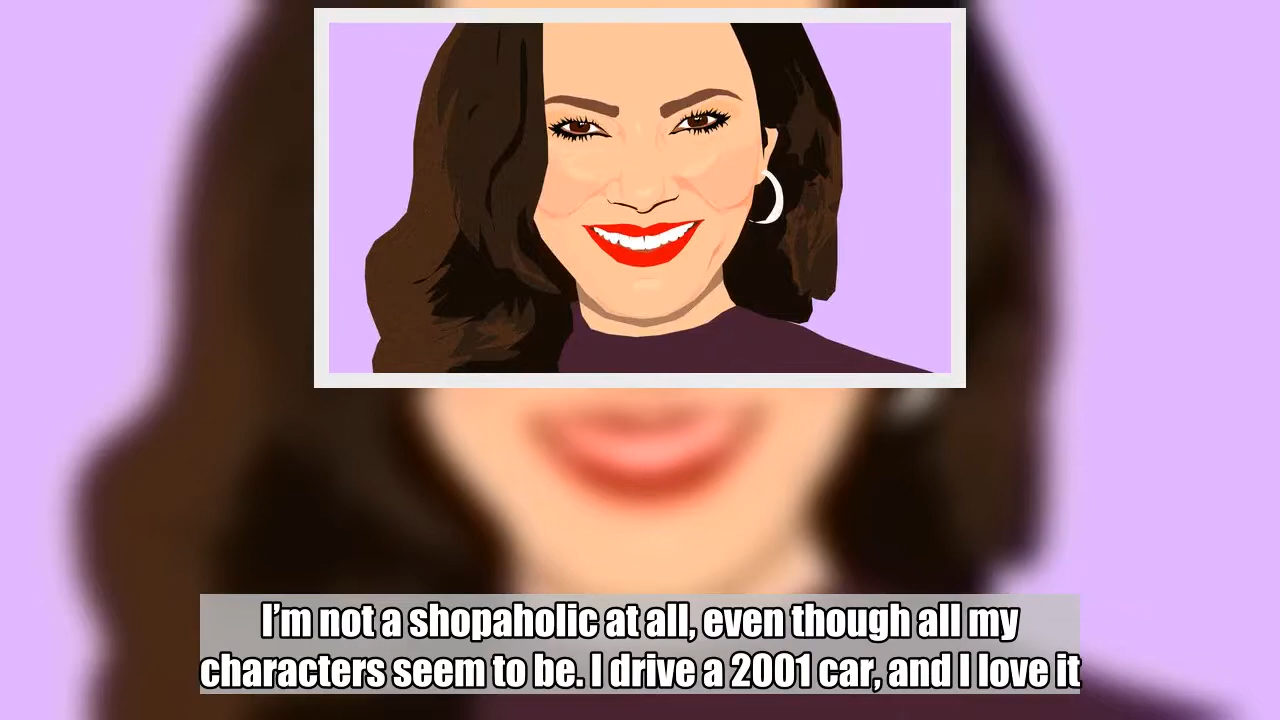 I’m not a shopaholic at all, even though all my
characters seem to be. I drive a 2001 car, and I love it